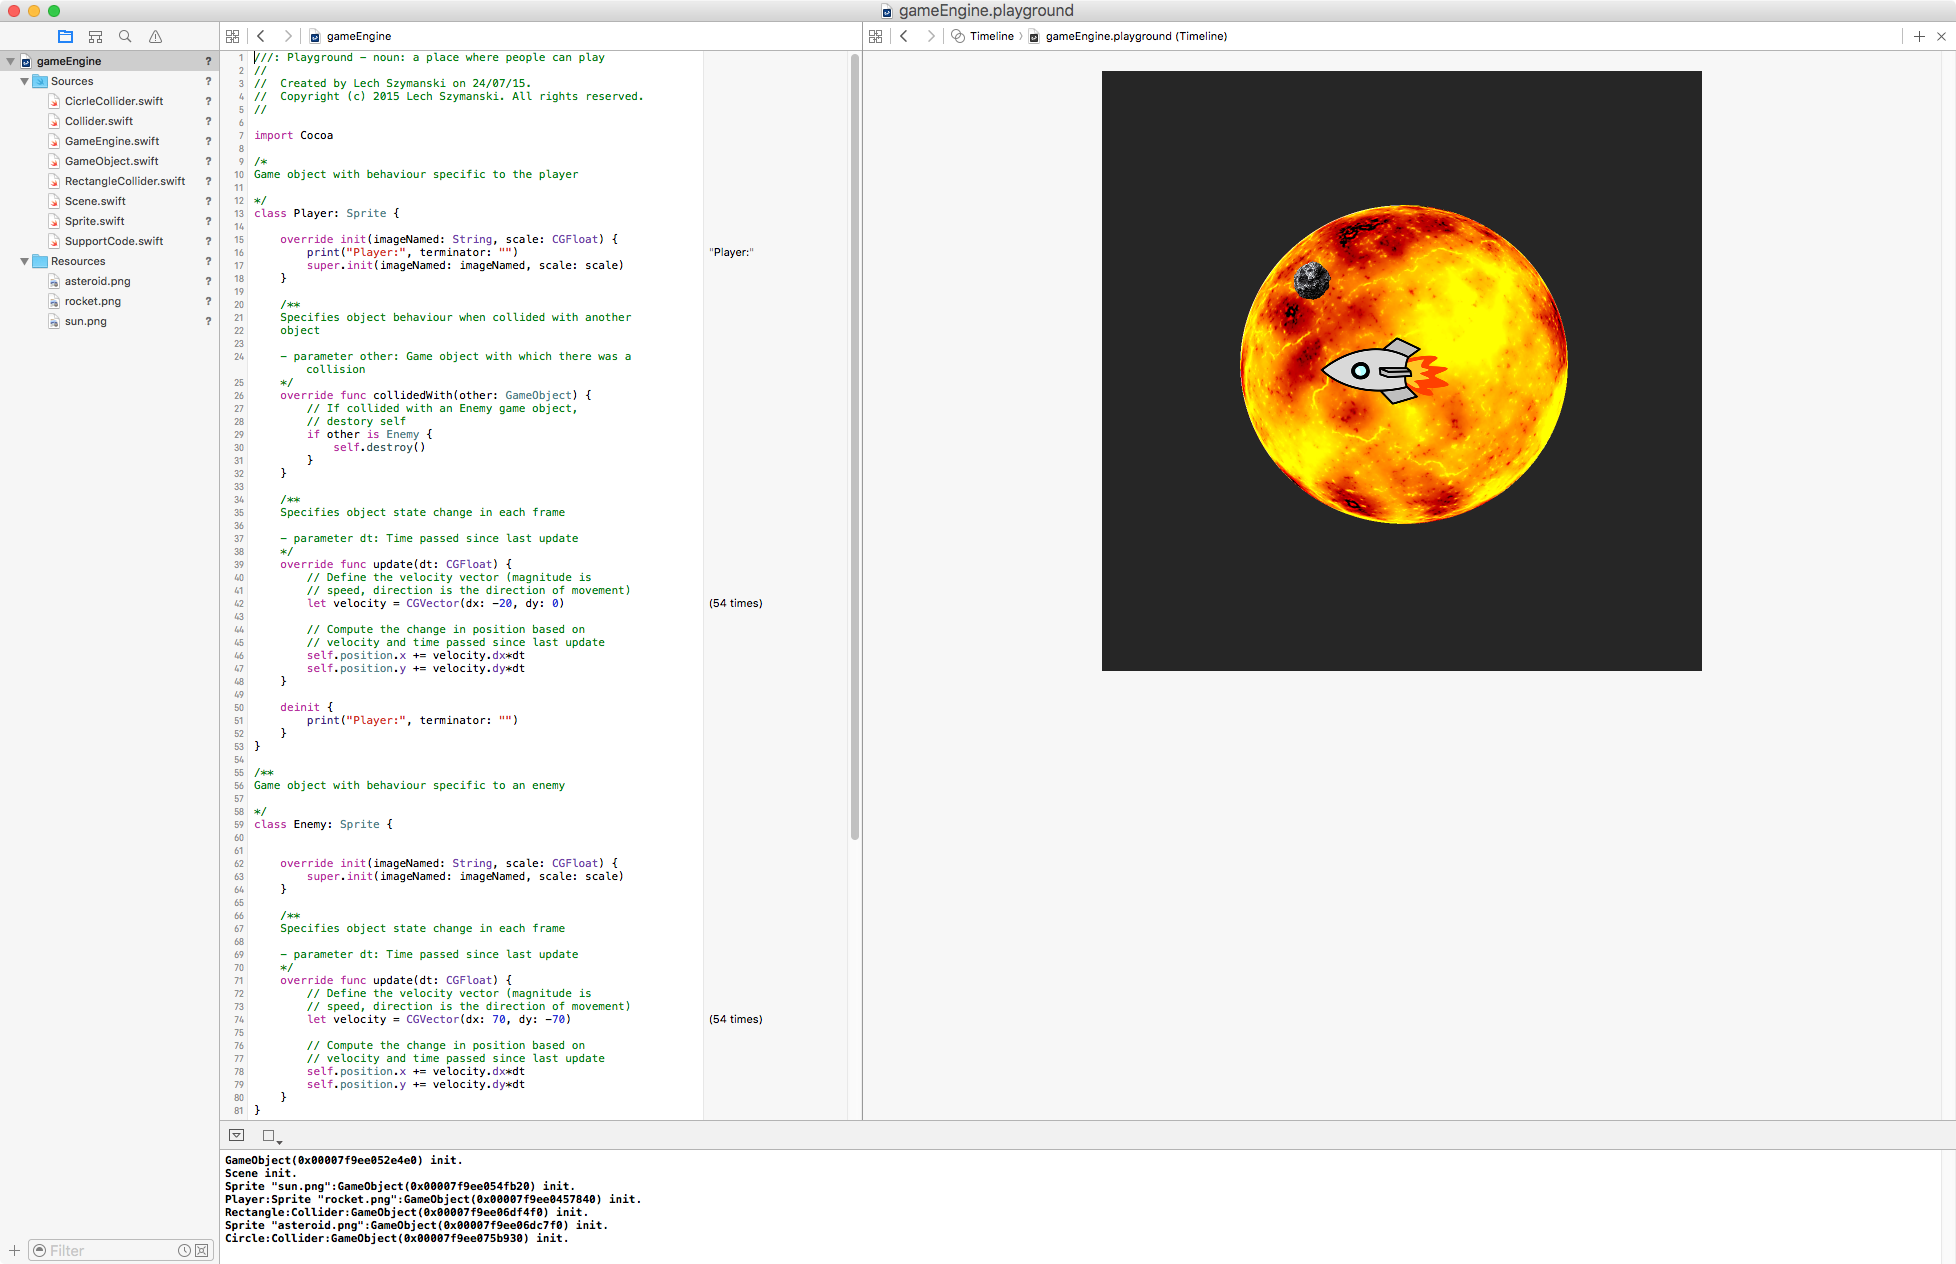 gameEngine.playground
gameEngine
Timeline
gameEngine.playground (Timeline)
gameEngine ?
Sources ?
CicrleCollider.swift ?
Collider.swift ?
GameEngine.swift ?
GameObject.swift ?
RectangleCollider.swift ?
Scene.swift ?
Sprite.swift ?
SupportCode.swift ?
Resources ?
asteroid.png ?
rocket.png ?
sun.png ?
Filter
1 ///: Playground – noun: a place where people can play
2 //
3 //  Created by Lech Szymanski on 24/07/15.
4 //  Copyright (c) 2015 Lech Szymanski. All rights reserved.
5 //
6
7 import Cocoa
8
9 /*
10 Game object with behaviour specific to the player
11
12 */
13 class Player: Sprite {
14
15     override init(imageNamed: String, scale: CGFloat) {
16         print("Player:", terminator: "") "Player:"
17         super.init(imageNamed: imageNamed, scale: scale)
18     }
19
20     /**
21     Specifies object behaviour when collided with another
22     object
23
24     – parameter other: Game object with which there was a
        collision
25     */
26     override func collidedWith(other: GameObject) {
27         // If collided with an Enemy game object,
28         // destory self
29         if other is Enemy {
30             self.destroy()
31         }
32     }
33
34     /**
35     Specifies object state change in each frame
36
37     – parameter dt: Time passed since last update
38     */
39     override func update(dt: CGFloat) {
40         // Define the velocity vector (magnitude is
41         // speed, direction is the direction of movement)
42         let velocity = CGVector(dx: -20, dy: 0) (54 times)
43
44         // Compute the change in position based on
45         // velocity and time passed since last update
46         self.position.x += velocity.dx*dt
47         self.position.y += velocity.dy*dt
48     }
49
50     deinit {
51         print("Player:", terminator: "")
52     }
53 }
54
55 /**
56 Game object with behaviour specific to an enemy
57
58 */
59 class Enemy: Sprite {
60
61
62     override init(imageNamed: String, scale: CGFloat) {
63         super.init(imageNamed: imageNamed, scale: scale)
64     }
65
66     /**
67     Specifies object state change in each frame
68
69     – parameter dt: Time passed since last update
70     */
71     override func update(dt: CGFloat) {
72         // Define the velocity vector (magnitude is
73         // speed, direction is the direction of movement)
74         let velocity = CGVector(dx: 70, dy: -70) (54 times)
75
76         // Compute the change in position based on
77         // velocity and time passed since last update
78         self.position.x += velocity.dx*dt
79         self.position.y += velocity.dy*dt
80     }
81 }
GameObject(0x00007f9ee052e4e0) init.
Scene init.
Sprite "sun.png":GameObject(0x00007f9ee054fb20) init.
Player:Sprite "rocket.png":GameObject(0x00007f9ee0457840) init.
Rectangle:Collider:GameObject(0x00007f9ee06df4f0) init.
Sprite "asteroid.png":GameObject(0x00007f9ee06dc7f0) init.
Circle:Collider:GameObject(0x00007f9ee075b930) init.